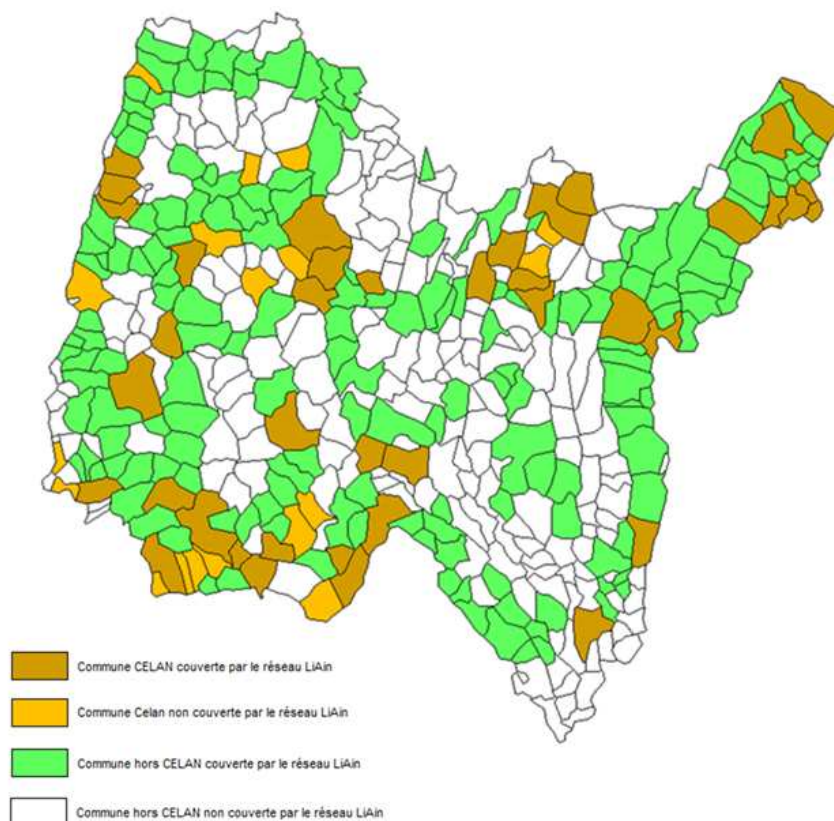 Commune CELAN couverte par le réseau LiAin
Commune Celan non couverte par le réseau LiAin
Commune hors CELAN couverte par le réseau LiAin
Commune hors CELAN non couverte par le réseau LiAin